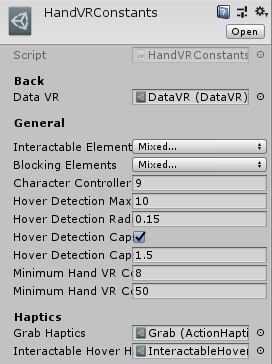 HandVRConstants
Open
Script HandVRConstants
Back
Data VR DataVR (DataVR)
General
Interactable Element Mixed...
Blocking Elements Mixed...
Character Controller 9
Hover Detection Max 10
Hover Detection Rad 0.15
Hover Detection Cap
Hover Detection Cap 1.5
Minimum Hand VR Co 8
Minimum Hand VR Co 50
Haptics
Grab Haptics Grab (ActionHapti
Interactable Hover H InteractableHover